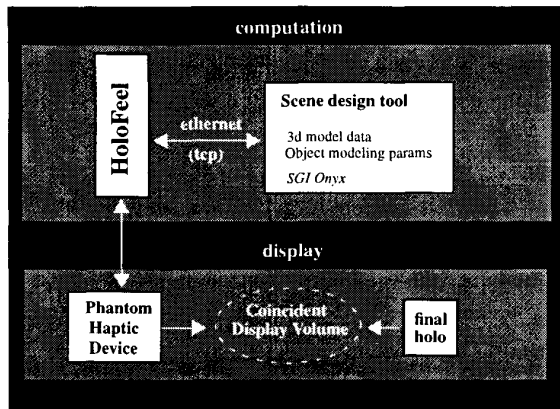 computation
HoloFeel
ethernet
(tcp)
Scene design tool
3d model data
Object modeling params
SGI Onyx
display
Phantom
Haptic
Device
Coincident
Display Volume
final
holo